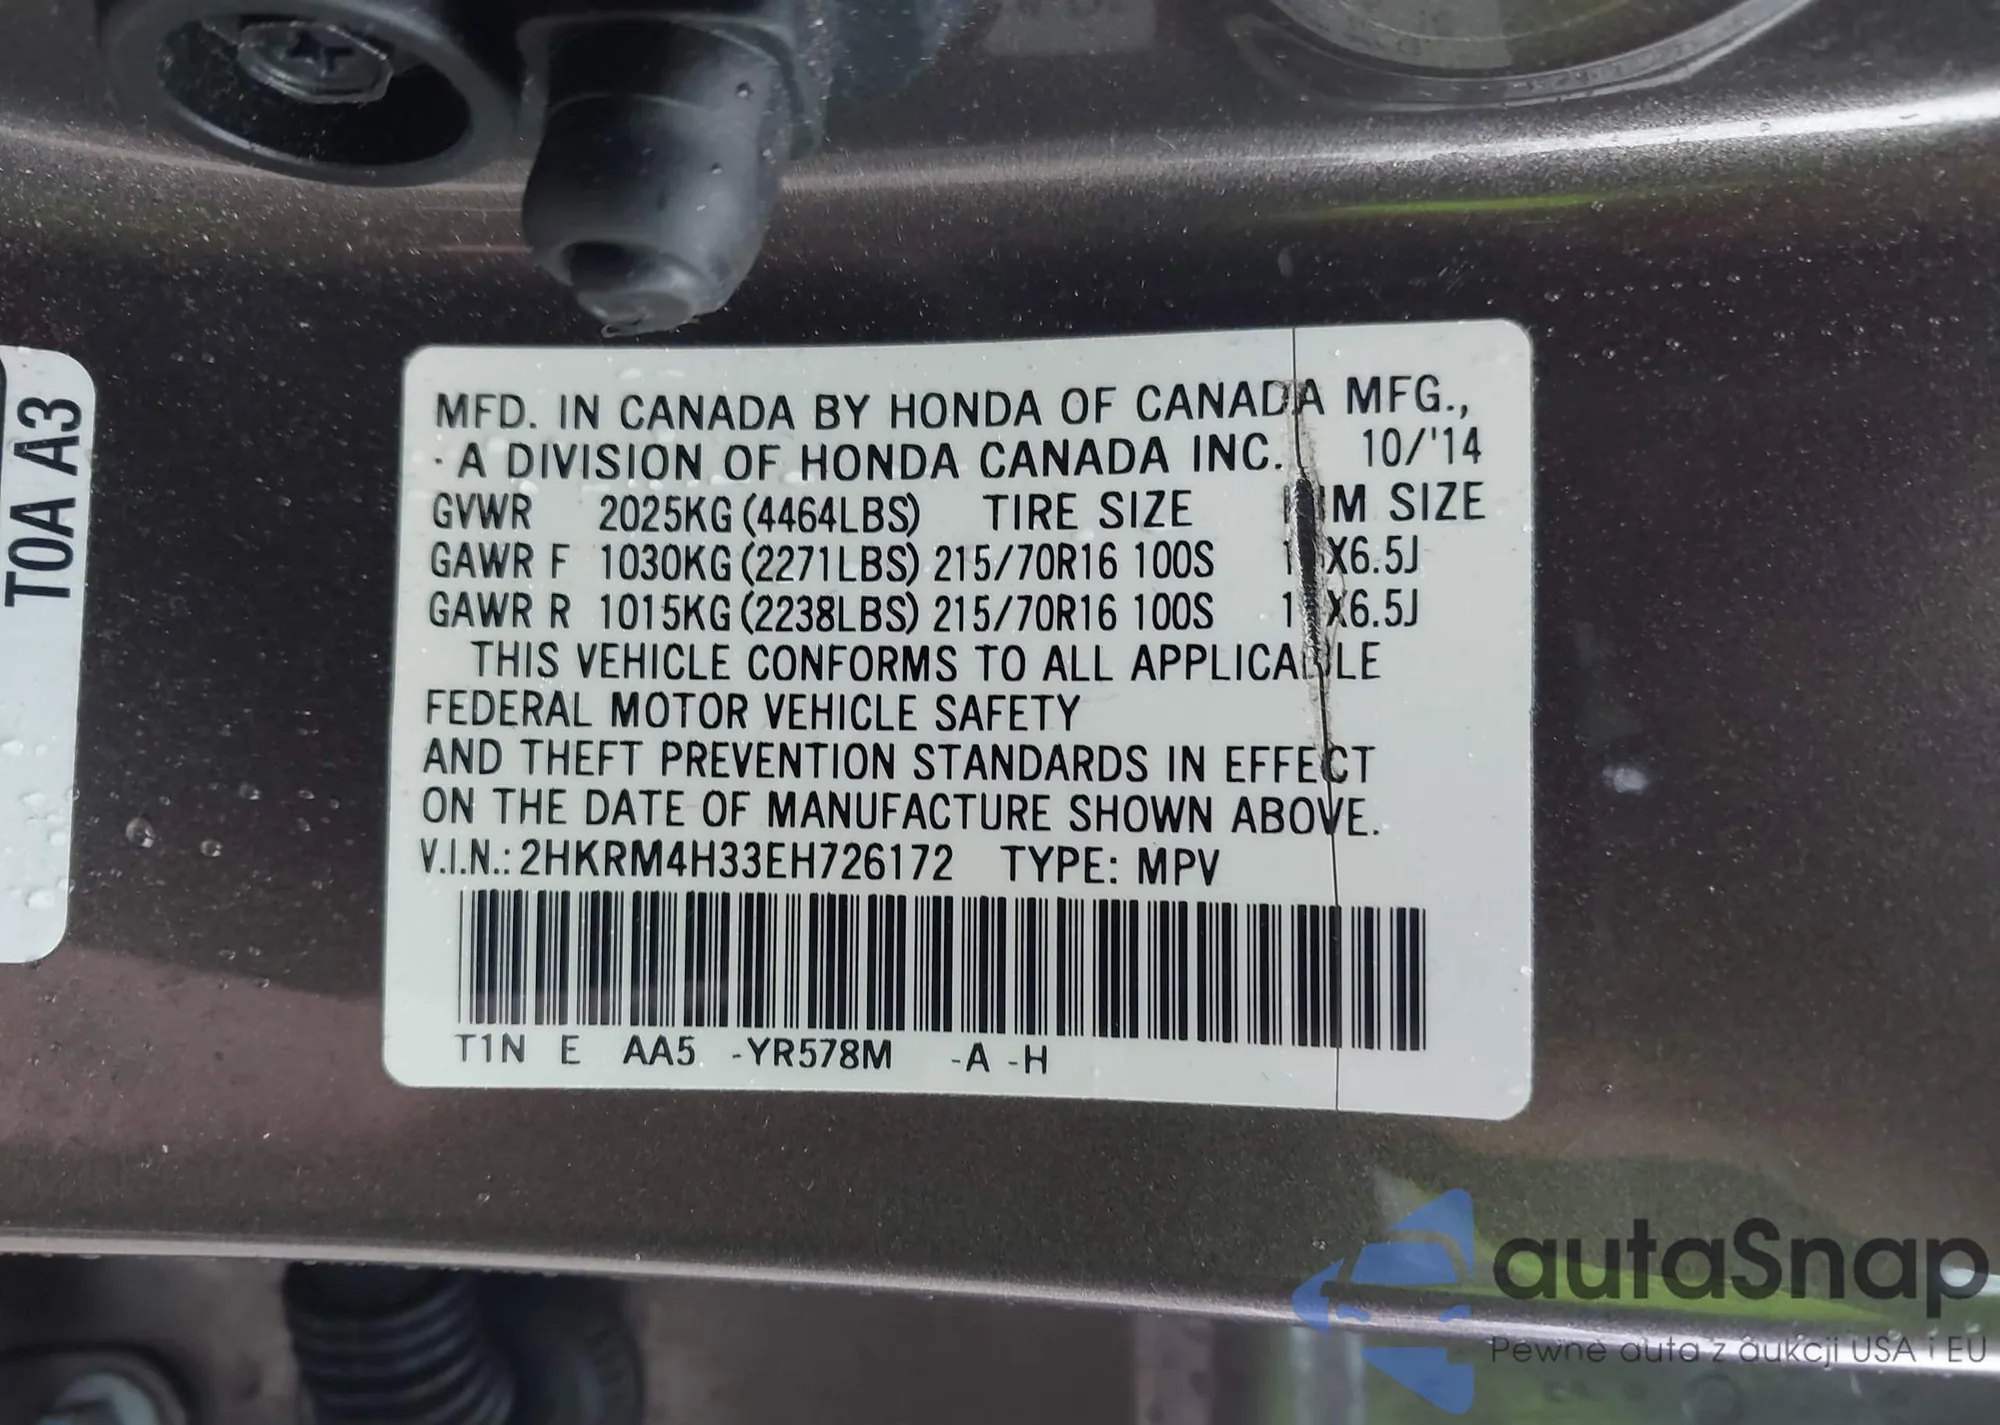 MFD. IN CANADA BY HONDA OF CANADA MFG.,
A DIVISION OF HONDA CANADA INC. 10/'14
GVWR 2025KG (4464LBS) TIRE SIZE SIZE
GAWR F 1030KG (2271LBS) 215/70R16 100S X6.5J
GAWR R 1015KG (2238LBS) 215/70R16 100S X6.5J
THIS VEHICLE CONFORMS TO ALL APPLICABLE
FEDERAL MOTOR VEHICLE SAFETY
AND THEFT PREVENTION STANDARDS IN EFFECT
ON THE DATE OF MANUFACTURE SHOWN ABOVE.
V.I.N.: 2HKRM4H33EH726172 TYPE: MPV
T1N E AA5 -YR578M -A -H
T0A A3
autaSnap
Pewne auta z aukcji USA i EU